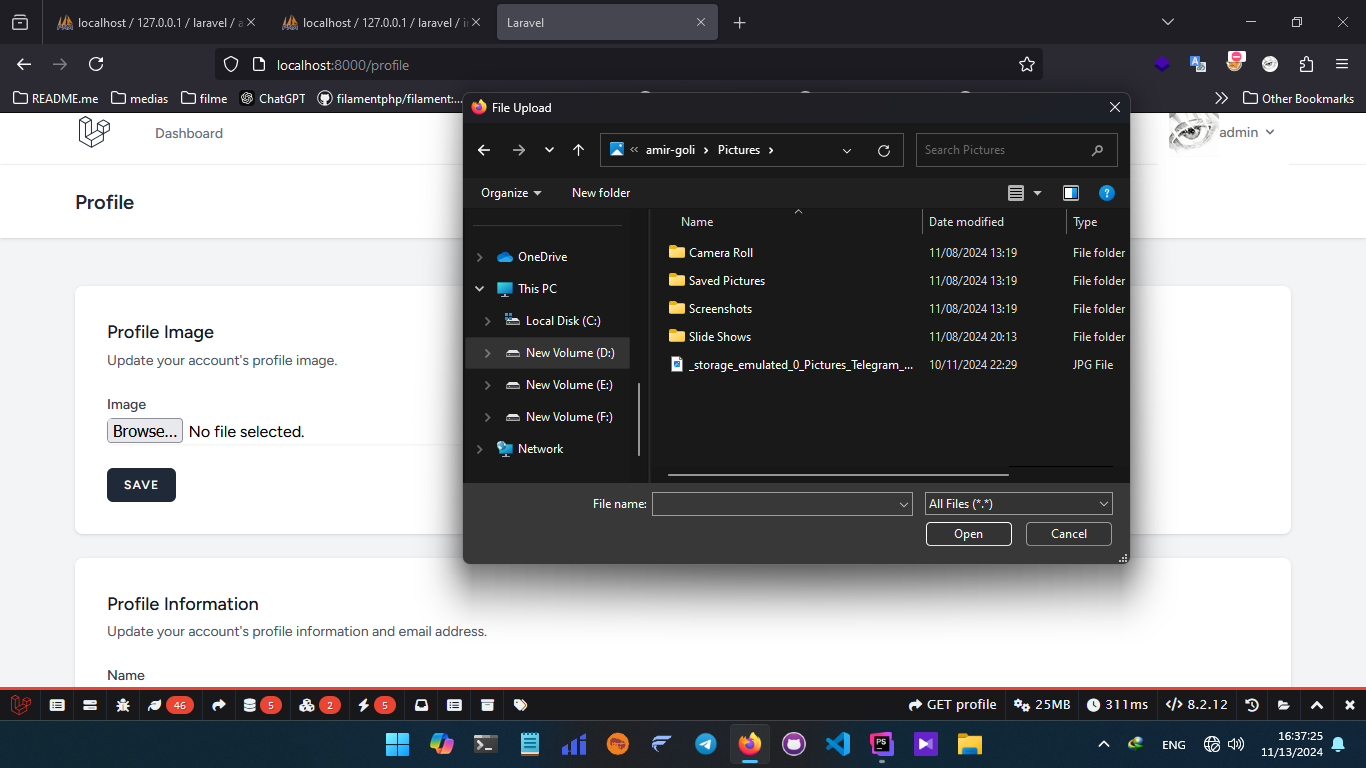 localhost / 127.0.0.1 / laravel / a
localhost / 127.0.0.1 / laravel / i
Laravel
localhost:8000/profile
README.me
medias
filme
ChatGPT
filamentphp/filament:...
Other Bookmarks
Dashboard
admin
Profile
Profile Image
Update your account's profile image.
Image
Browse... No file selected.
SAVE
Profile Information
Update your account's profile information and email address.
Name
File Upload
amir-goli > Pictures >
Search Pictures
Organize
New folder
Name Date modified Type
OneDrive
This PC
Local Disk (C:)
New Volume (D:)
New Volume (E:)
New Volume (F:)
Network
Camera Roll 11/08/2024 13:19 File folder
Saved Pictures 11/08/2024 13:19 File folder
Screenshots 11/08/2024 13:19 File folder
Slide Shows 11/08/2024 20:13 File folder
_storage_emulated_0_Pictures_Telegram_... 10/11/2024 22:29 JPG File
File name:
All Files (*.*)
Open Cancel
46 5 2 5 GET profile 25MB 311ms 8.2.12
PS
ENG
16:37:25
11/13/2024